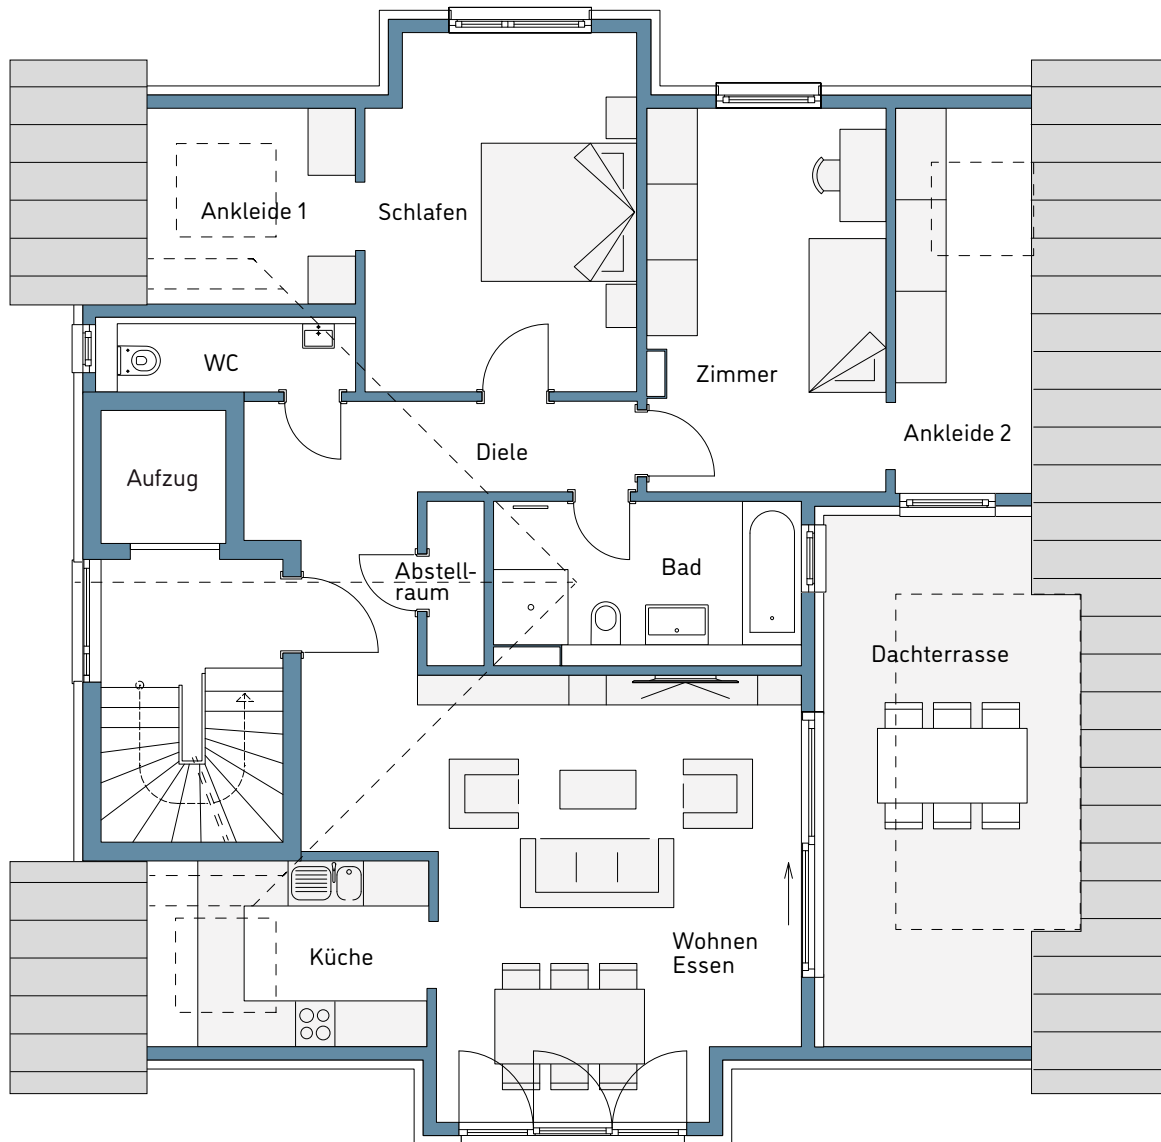 Ankleide 1
Schlafen
WC
Zimmer
Ankleide 2
Diele
Aufzug
Abstell-
raum
Bad
Dachterrasse
Küche
Wohnen
Essen